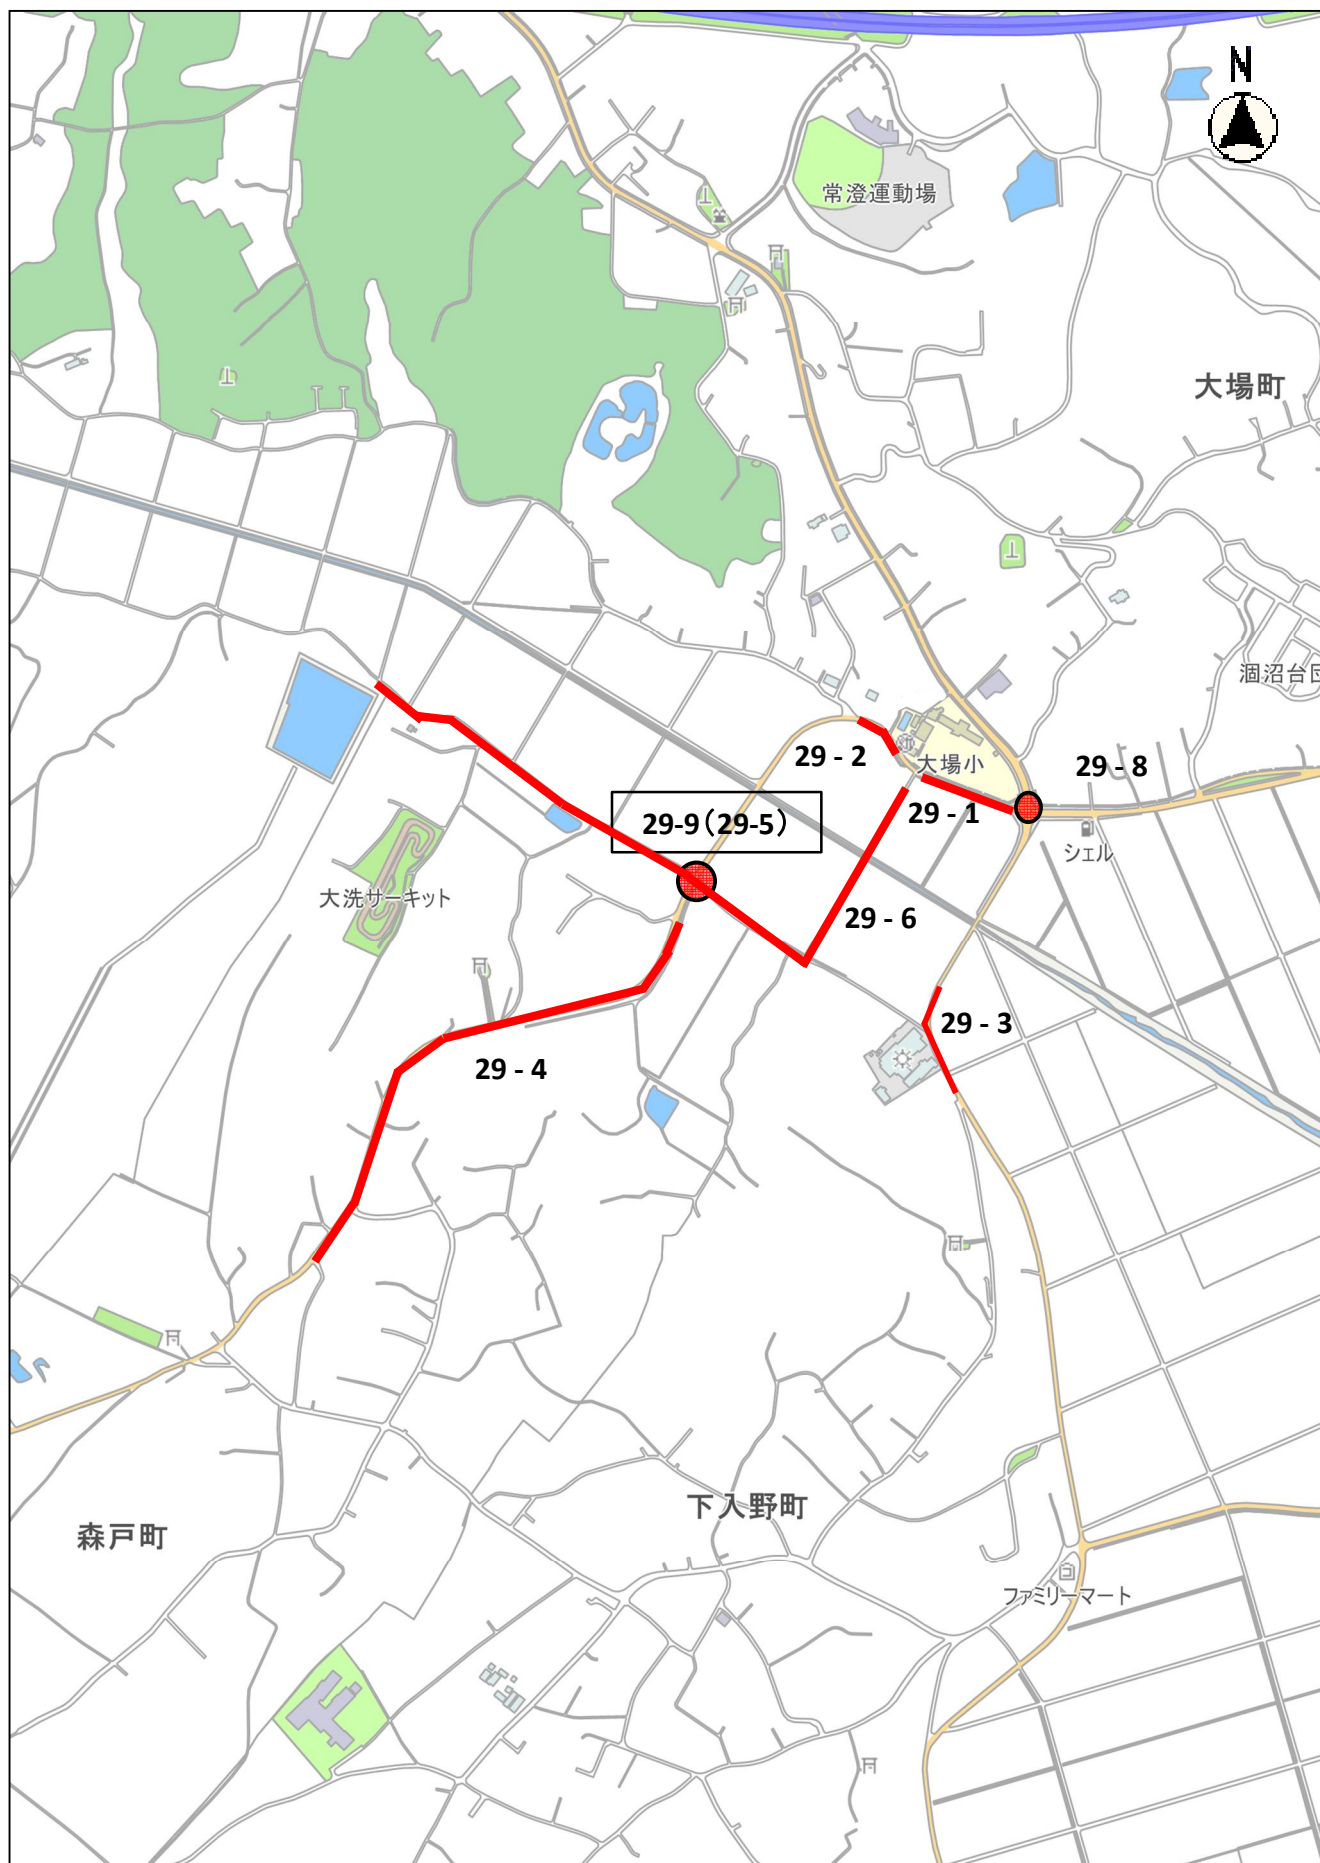 N
常澄運動場
大場町
涸沼台団
29 - 2
大場小
29 - 8
29-9(29-5)
29 - 1
シェル
大洗サーキット
29 - 6
29 - 3
29 - 4
下入野町
森戸町
ファミリーマート